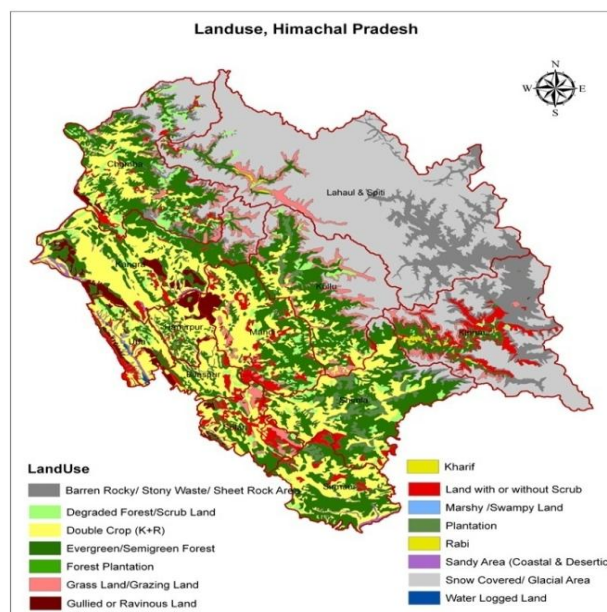 Landuse, Himachal Pradesh
N
W
E
S
Chamba
Lahaul & Spiti
Kangra
Kullu
Hamirpur
Mandi
Una
Kinnaur
Bilaspur
Shimla
Solan
Sirmaur
LandUse
Barren Rocky/ Stony Waste/ Sheet Rock Area
Degraded Forest/Scrub Land
Double Crop (K+R)
Evergreen/Semigreen Forest
Forest Plantation
Grass Land/Grazing Land
Gullied or Ravinous Land
Kharif
Land with or without Scrub
Marshy /Swampy Land
Plantation
Rabi
Sandy Area (Coastal & Desertic
Snow Covered/ Glacial Area
Water Logged Land